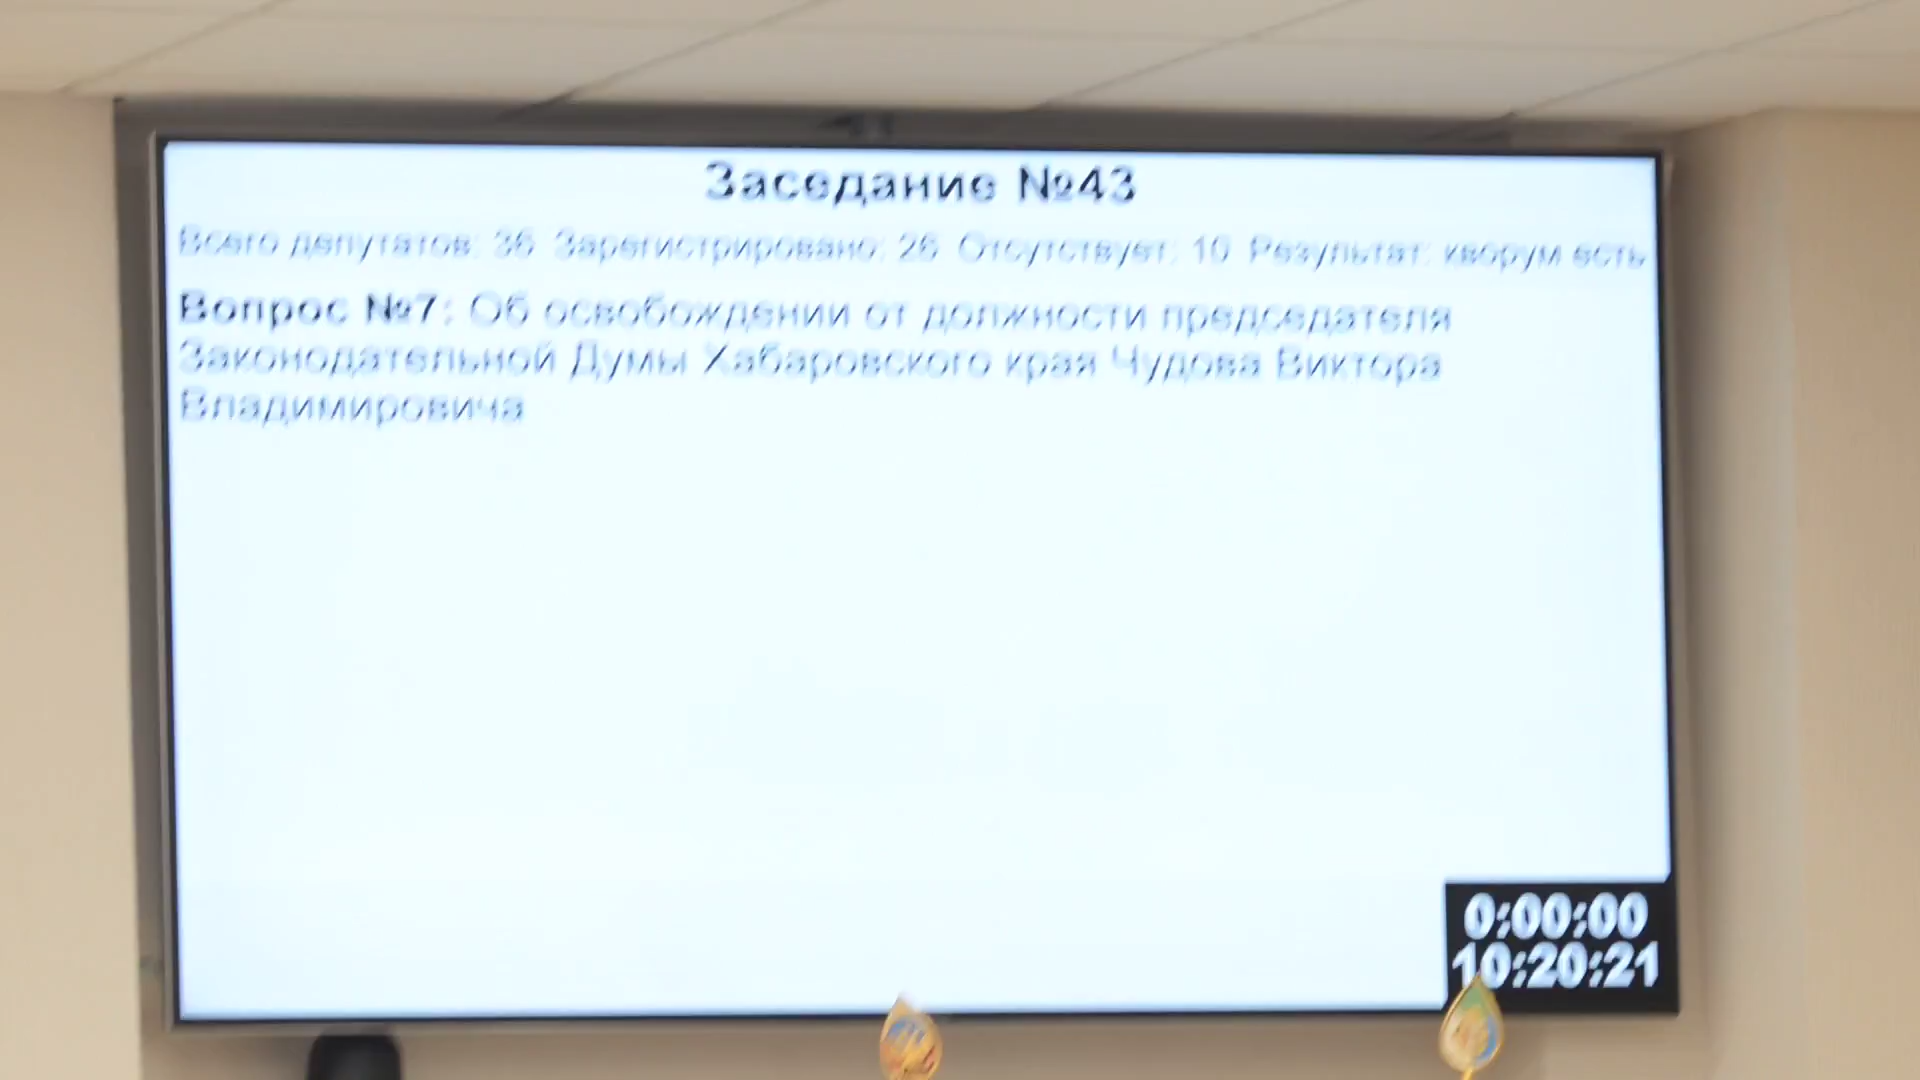 Заседание №43
Всего депутатов: 36 Зарегистрировано: 26 Отсутствует: 10 Результат: кворум есть
Вопрос №7: Об освобождении от должности председателя
Законодательной Думы Хабаровского края Чудова Виктора
Владимировича
0:00:00
10:20:21